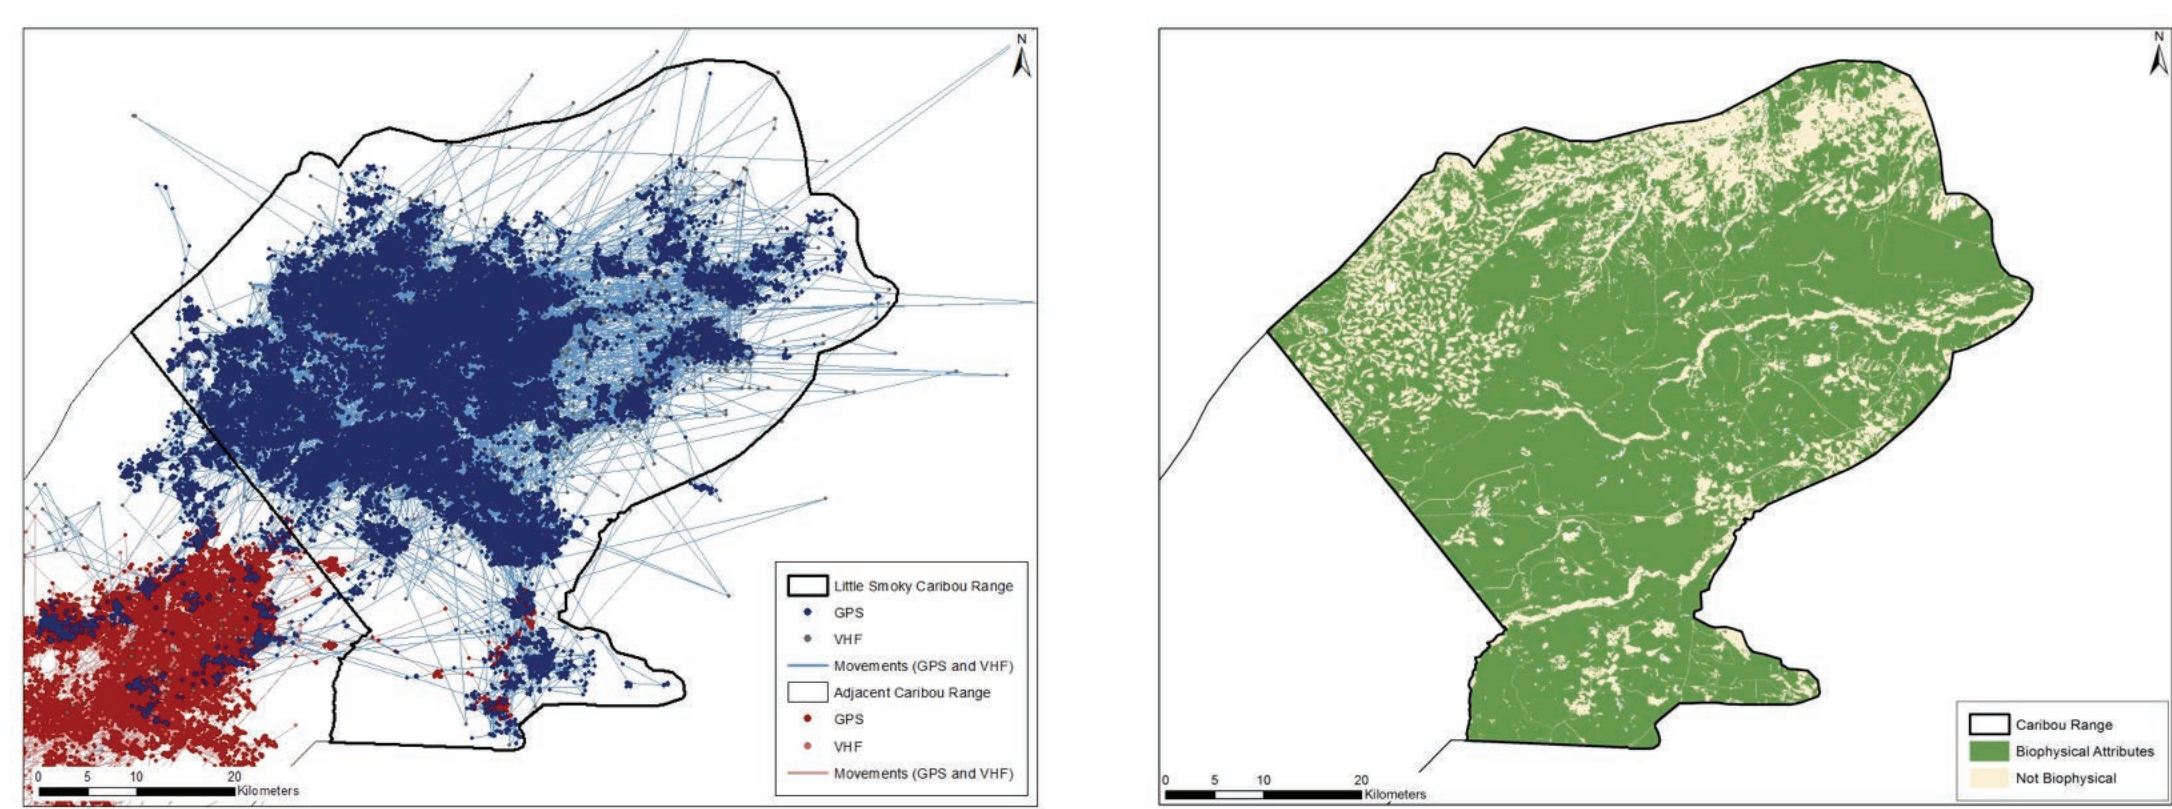 N
Little Smoky Caribou Range
GPS
VHF
Movements (GPS and VHF)
Adjacent Caribou Range
GPS
VHF
Movements (GPS and VHF)
0 5 10 20
Kilometers
N
Caribou Range
Biophysical Attributes
Not Biophysical
0 5 10 20
Kilometers